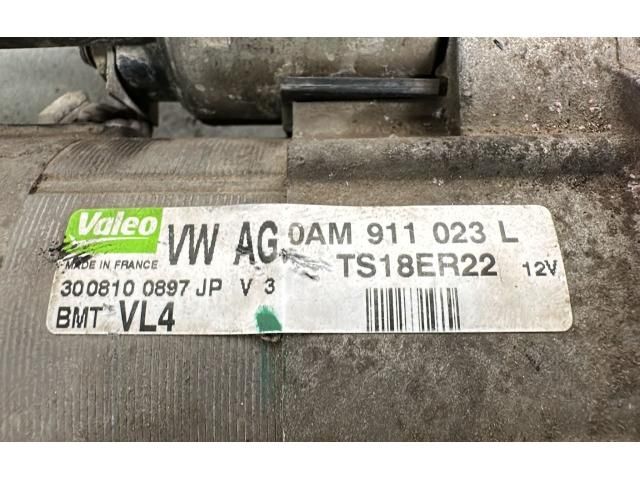 Valeo VW AG 0AM 911 023 L
MADE IN FRANCE TS18ER22 12V
300810 0897 JP V 3
BMT VL4